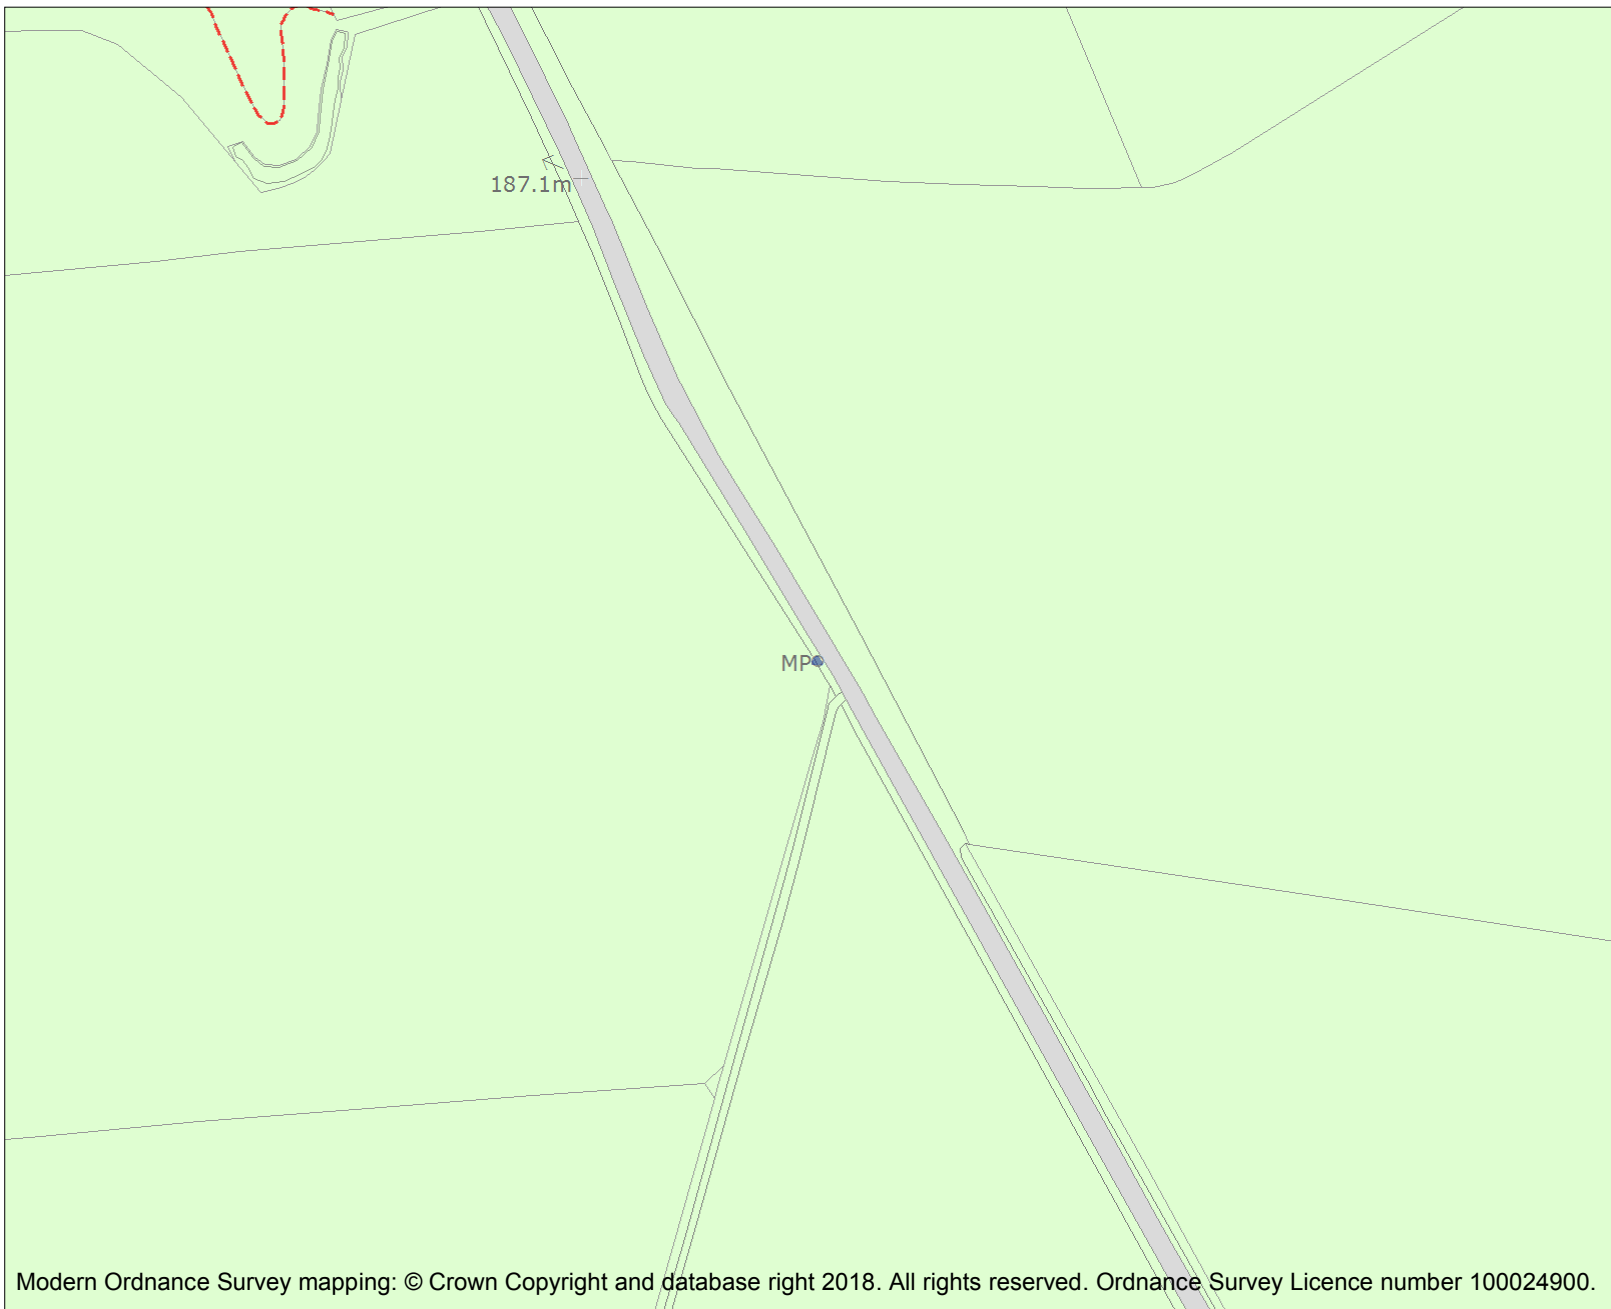 187.1m
MP
Modern Ordnance Survey mapping: © Crown Copyright and database right 2018. All rights reserved. Ordnance Survey Licence number 100024900.